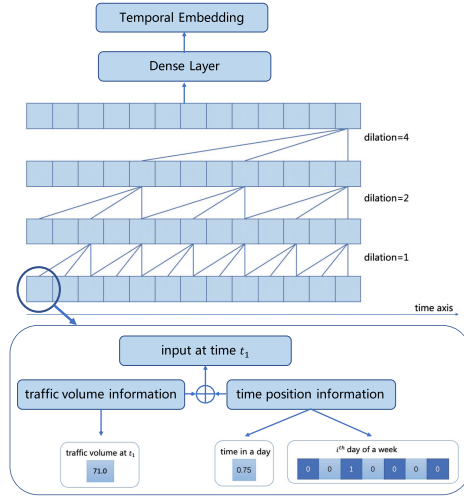 Temporal Embedding
Dense Layer
dilation=4
dilation=2
dilation=1
time axis
input at time t₁
traffic volume information
time position information
traffic volume at t₁
71.0
time in a day
0.75
iᵗʰ day of a week
0 0 1 0 0 0 0